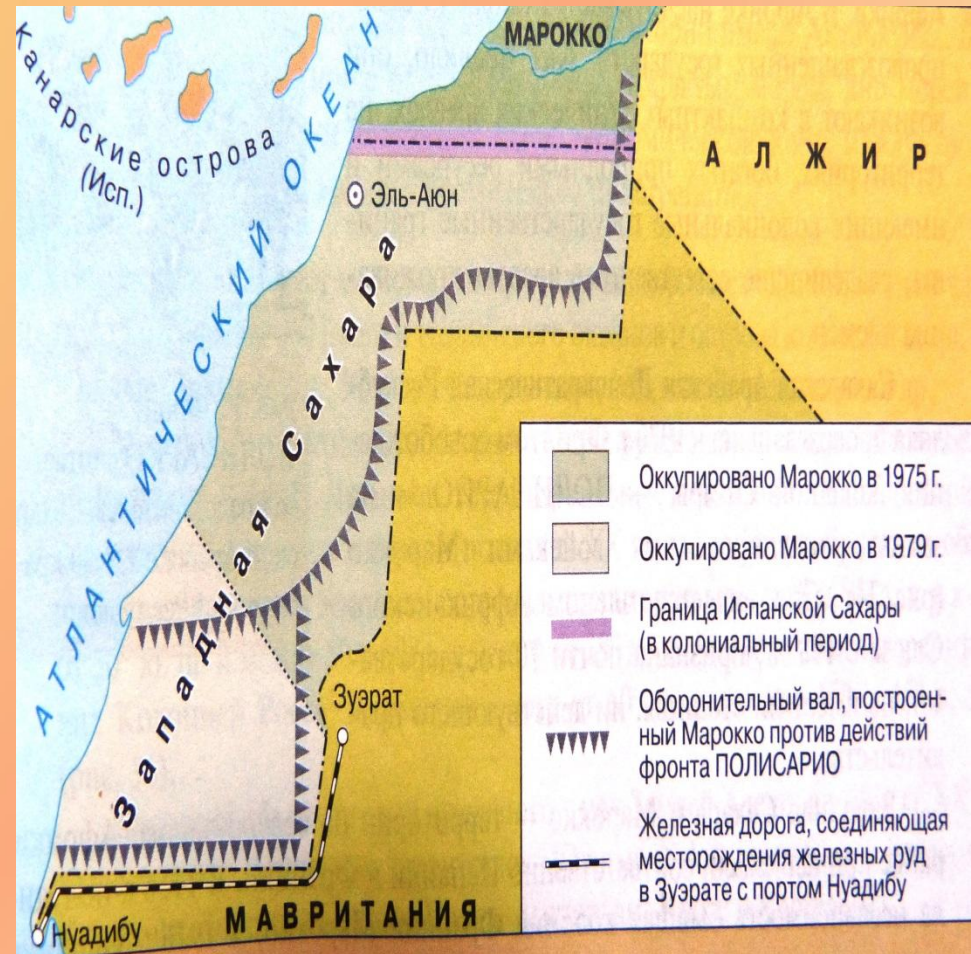 МАРОККО
Канарские острова
(Исп.)
АТЛАНТИЧЕСКИЙ ОКЕАН
АЛЖИР
Эль-Аюн
Западная Сахара
Зуэрат
Нуадибу
МАВРИТАНИЯ
Оккупировано Марокко в 1975 г.
Оккупировано Марокко в 1979 г.
Граница Испанской Сахары
(в колониальный период)
Оборонительный вал, построен-
ный Марокко против действий
фронта ПОЛИСАРИО
Железная дорога, соединяющая
месторождения железных руд
в Зуэрате с портом Нуадибу